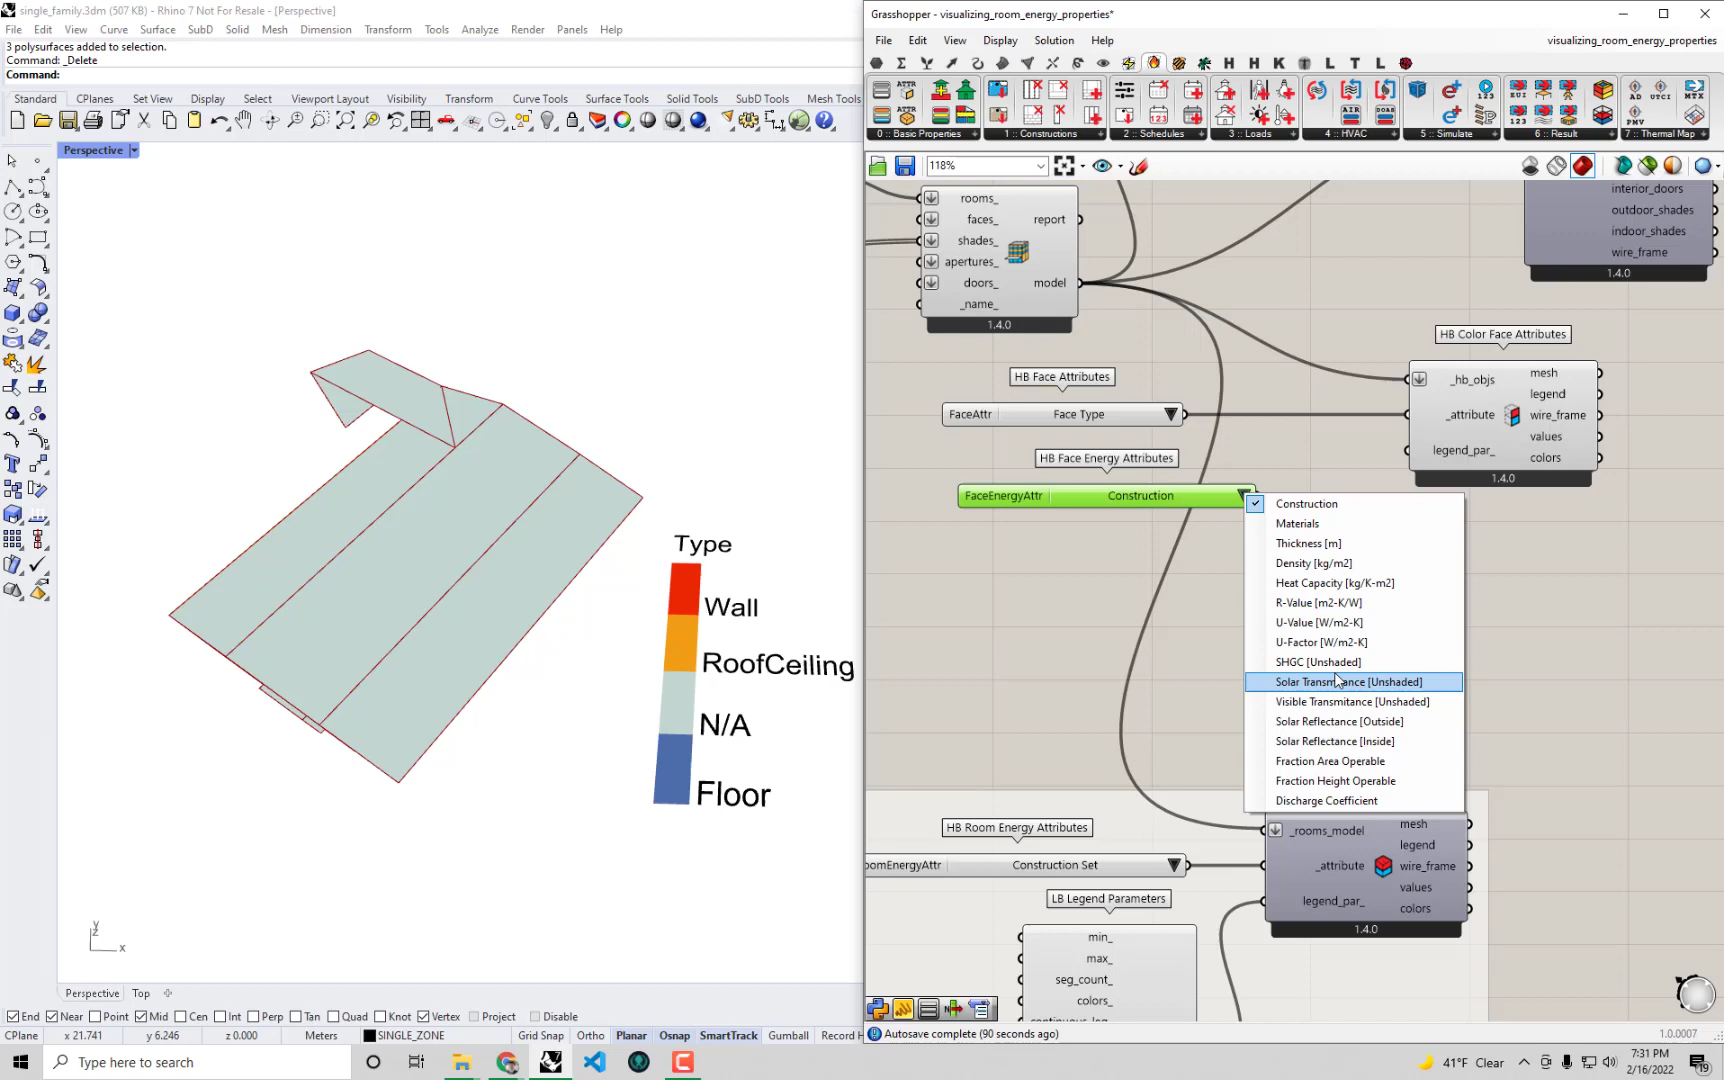 single_family.3dm (507 KB) - Rhino 7 Not For Resale - [Perspective]
File Edit View Curve Surface SubD Solid Mesh Dimension Transform Tools Analyze Render Panels Help
3 polysurfaces added to selection.
Command: _Delete
Command:
Standard CPlanes Set View Display Select Viewport Layout Visibility Transform Curve Tools Surface Tools Solid Tools SubD Tools Mesh Tools
Perspective
Type
Wall
RoofCeiling
N/A
Floor
z
y
x
Perspective Top
End Near Point Mid Cen Int Perp Tan Quad Knot Vertex Project Disable
CPlane x 21.741 y 6.246 z 0.000 Meters SINGLE_ZONE Grid Snap Ortho Planar Osnap SmartTrack Gumball Record H
Grasshopper - visualizing_room_energy_properties*
File Edit View Display Solution Help
visualizing_room_energy_properties*
H H K L T L
0 :: Basic Properties 1 :: Constructions 2 :: Schedules 3 :: Loads 4 :: HVAC 5 :: Simulate 6 :: Result 7 :: Thermal Map
118%
rooms_
faces_
shades_
apertures_
doors_
_name_
report
model
1.4.0
interior_doors
outdoor_shades
indoor_shades
wire_frame
1.4.0
HB Color Face Attributes
_hb_objs
_attribute
legend_par_
mesh
legend
wire_frame
values
colors
1.4.0
HB Face Attributes
FaceAttr Face Type
HB Face Energy Attributes
FaceEnergyAttr Construction
Construction
Materials
Thickness [m]
Density [kg/m2]
Heat Capacity [kg/K-m2]
R-Value [m2-K/W]
U-Value [W/m2-K]
U-Factor [W/m2-K]
SHGC [Unshaded]
Solar Transmitance [Unshaded]
Visible Transmitance [Unshaded]
Solar Reflectance [Outside]
Solar Reflectance [Inside]
Fraction Area Operable
Fraction Height Operable
Discharge Coefficient
HB Room Energy Attributes
oomEnergyAttr Construction Set
_rooms_model
_attribute
legend_par_
mesh
legend
wire_frame
values
colors
1.4.0
LB Legend Parameters
min_
max_
seg_count_
colors_
Autosave complete (90 seconds ago)
1.0.0007
Type here to search
41°F Clear
7:31 PM
2/16/2022
19